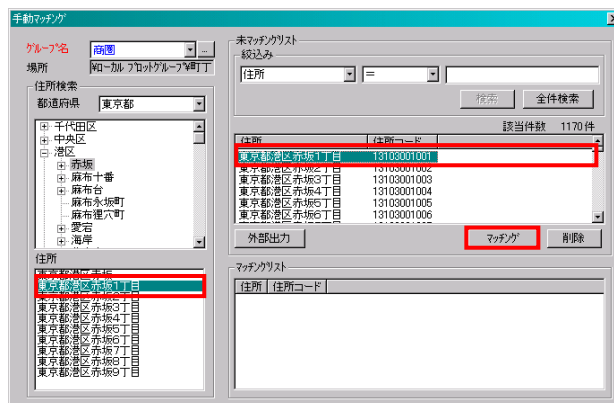 手動マッチング
グループ名
商圏
...
場所
¥ローカル プロットグループ¥町丁
住所検索
都道府県
東京都
千代田区
中央区
港区
赤坂
麻布十番
麻布台
麻布永坂町
麻布狸穴町
愛宕
海岸
住所
東京都港区赤坂
東京都港区赤坂1丁目
東京都港区赤坂3丁目
東京都港区赤坂4丁目
東京都港区赤坂5丁目
東京都港区赤坂6丁目
東京都港区赤坂7丁目
東京都港区赤坂8丁目
東京都港区赤坂9丁目
未マッチングリスト
絞込み
住所
=
検索
全件検索
該当件数 1170件
住所 住所コード
東京都港区赤坂1丁目 13103001001
東京都港区赤坂2丁目 13103001002
東京都港区赤坂3丁目 13103001003
東京都港区赤坂4丁目 13103001004
東京都港区赤坂5丁目 13103001005
東京都港区赤坂6丁目 13103001006
外部出力
マッチング
削除
マッチングリスト
住所 住所コード